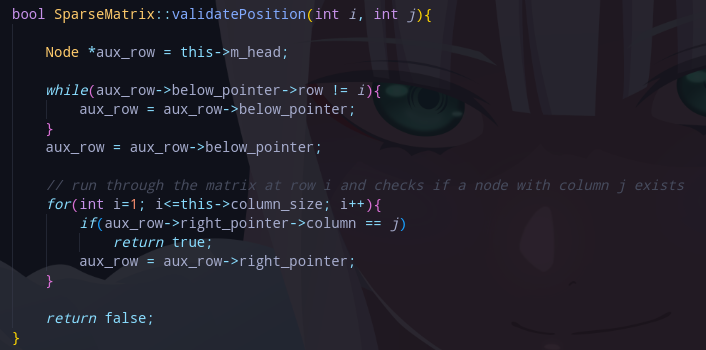 bool SparseMatrix::validatePosition(int i, int j){
Node *aux_row = this->m_head;
while(aux_row->below_pointer->row != i){
aux_row = aux_row->below_pointer;
}
aux_row = aux_row->below_pointer;
// run through the matrix at row i and checks if a node with column j exists
for(int i=1; i<=this->column_size; i++){
if(aux_row->right_pointer->column == j)
return true;
aux_row = aux_row->right_pointer;
}
return false;
}